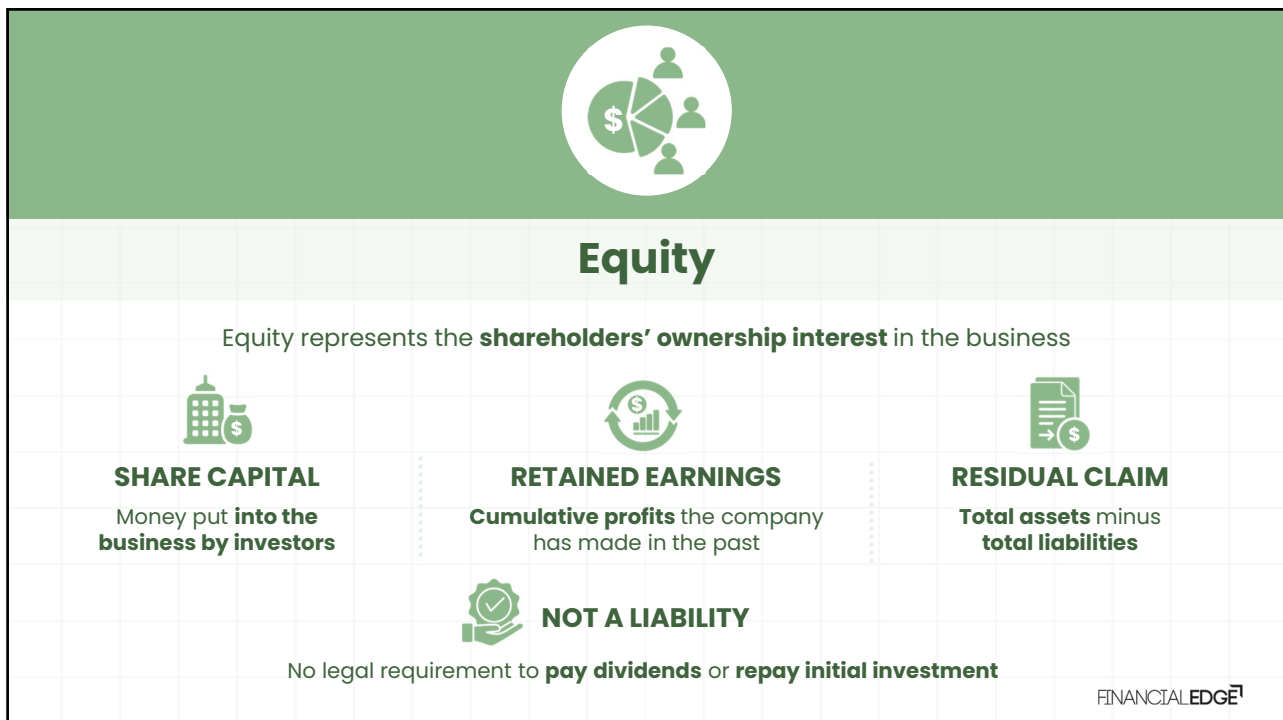 $
Equity
Equity represents the shareholders’ ownership interest in the business
$
SHARE CAPITAL
Money put into the
business by investors
$
RETAINED EARNINGS
Cumulative profits the company
has made in the past
$
RESIDUAL CLAIM
Total assets minus
total liabilities
NOT A LIABILITY
No legal requirement to pay dividends or repay initial investment
FINANCIALEDGE